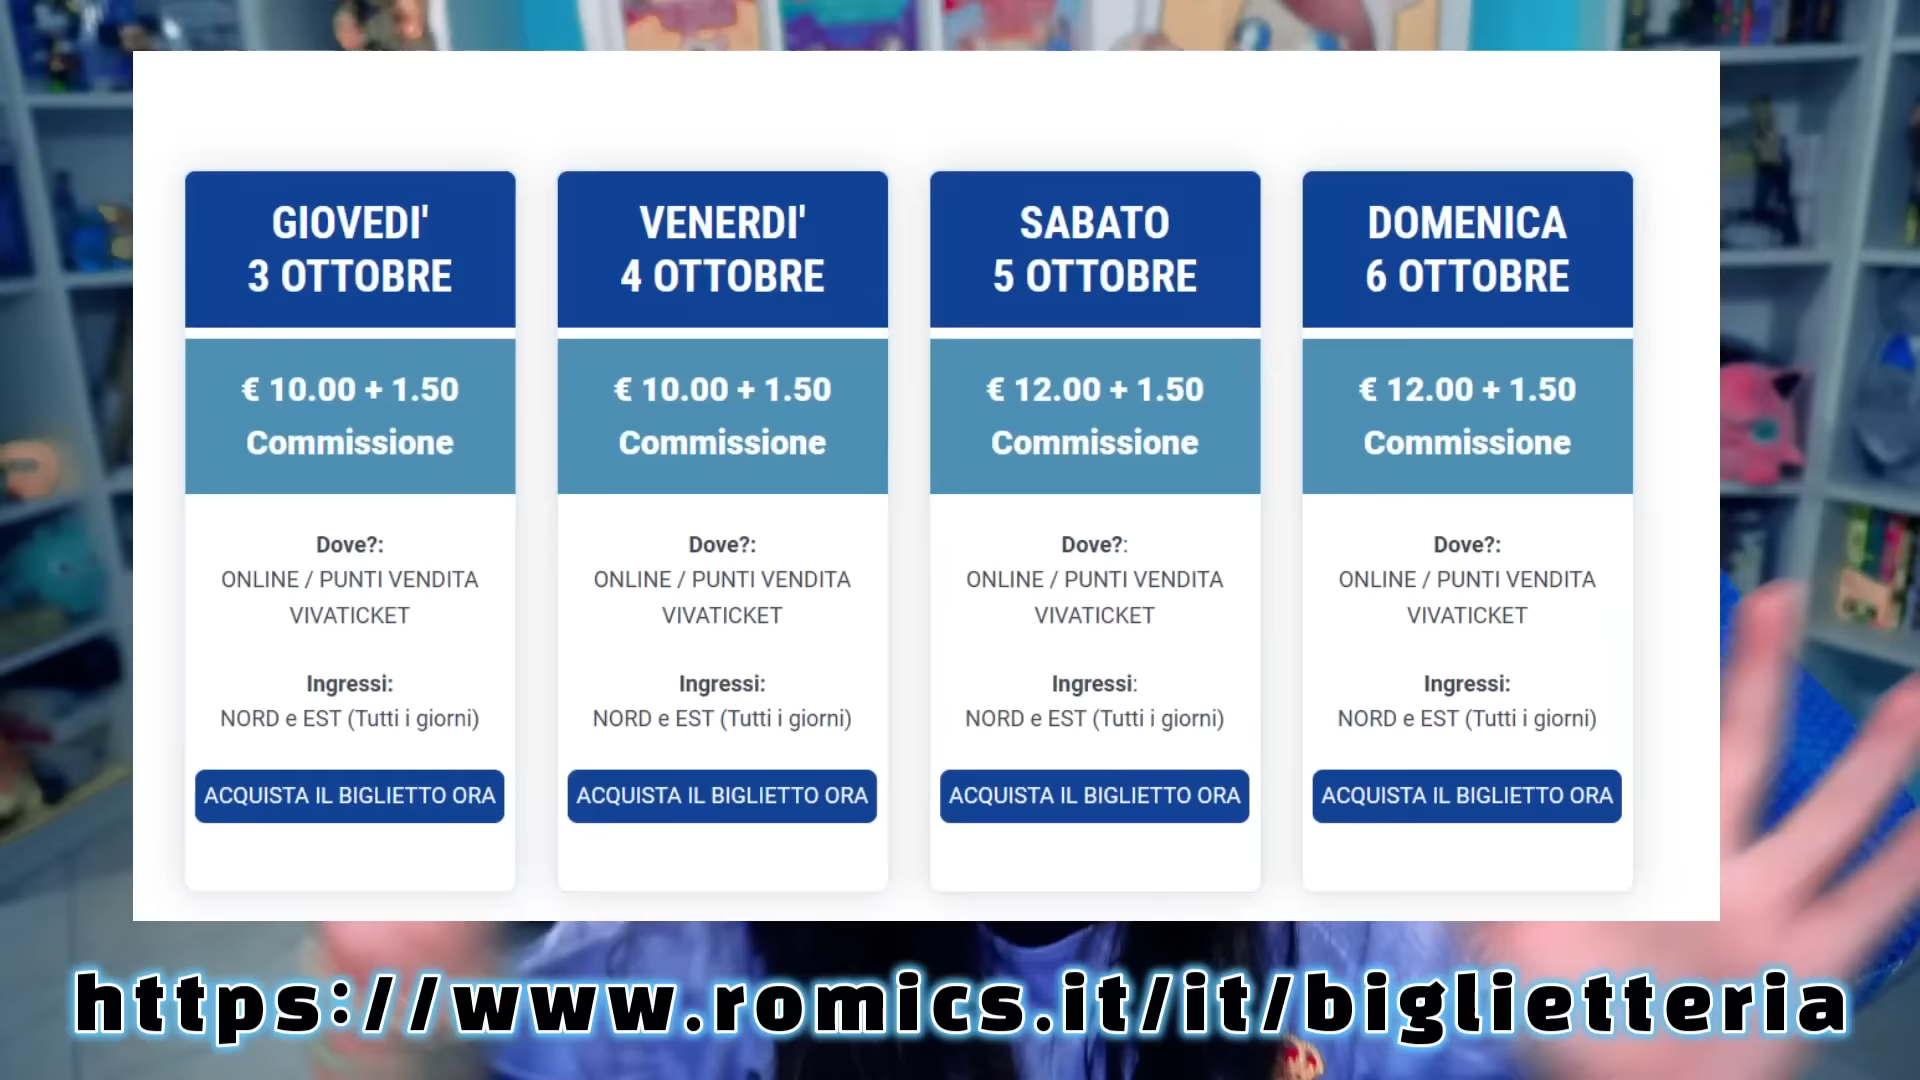 GIOVEDI'
3 OTTOBRE
€ 10.00 + 1.50
Commissione
Dove?:
ONLINE / PUNTI VENDITA
VIVATICKET
Ingressi:
NORD e EST (Tutti i giorni)
ACQUISTA IL BIGLIETTO ORA
VENERDI'
4 OTTOBRE
€ 10.00 + 1.50
Commissione
Dove?:
ONLINE / PUNTI VENDITA
VIVATICKET
Ingressi:
NORD e EST (Tutti i giorni)
ACQUISTA IL BIGLIETTO ORA
SABATO
5 OTTOBRE
€ 12.00 + 1.50
Commissione
Dove?:
ONLINE / PUNTI VENDITA
VIVATICKET
Ingressi:
NORD e EST (Tutti i giorni)
ACQUISTA IL BIGLIETTO ORA
DOMENICA
6 OTTOBRE
€ 12.00 + 1.50
Commissione
Dove?:
ONLINE / PUNTI VENDITA
VIVATICKET
Ingressi:
NORD e EST (Tutti i giorni)
ACQUISTA IL BIGLIETTO ORA
https://www.romics.it/it/biglietteria